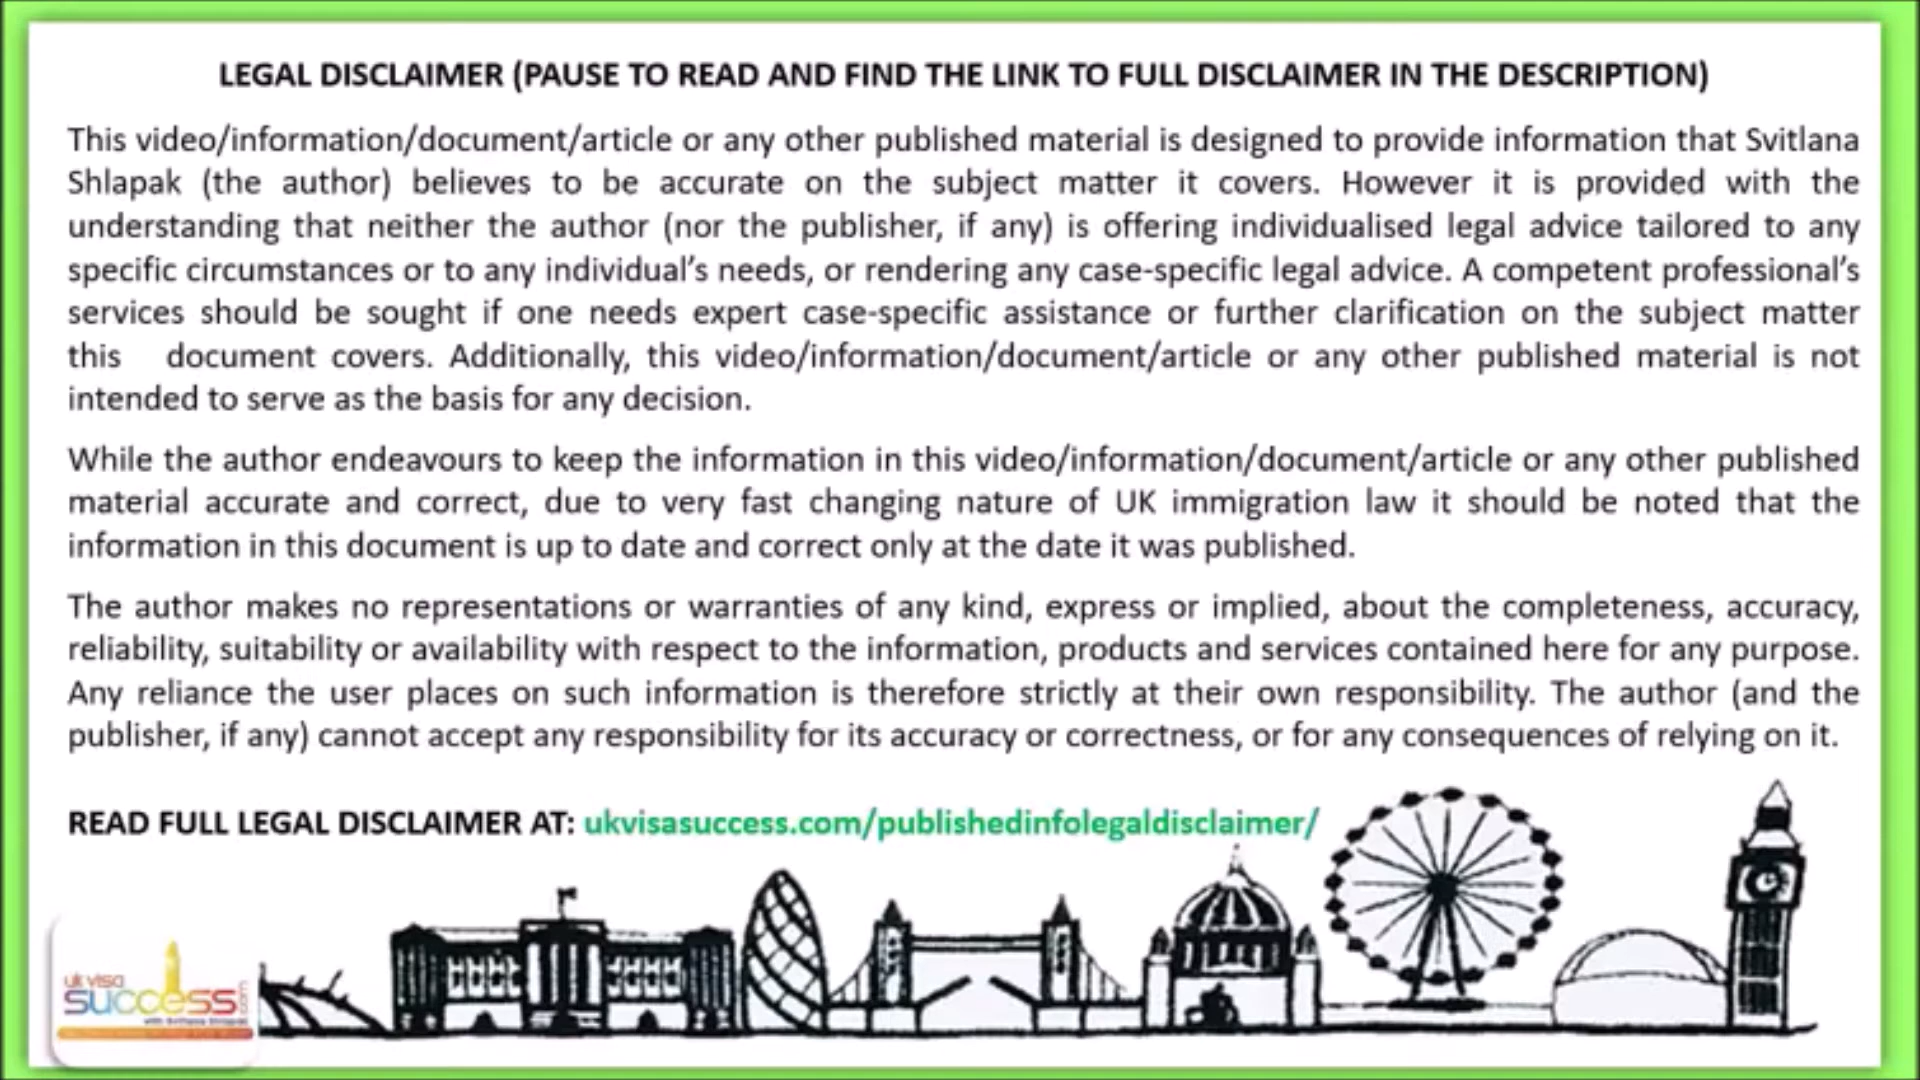 LEGAL DISCLAIMER (PAUSE TO READ AND FIND THE LINK TO FULL DISCLAIMER IN THE DESCRIPTION)
This video/information/document/article or any other published material is designed to provide information that Svitlana
Shlapak (the author) believes to be accurate on the subject matter it covers. However it is provided with the
understanding that neither the author (nor the publisher, if any) is offering individualised legal advice tailored to any
specific circumstances or to any individual’s needs, or rendering any case-specific legal advice. A competent professional’s
services should be sought if one needs expert case-specific assistance or further clarification on the subject matter
this document covers. Additionally, this video/information/document/article or any other published material is not
intended to serve as the basis for any decision.
While the author endeavours to keep the information in this video/information/document/article or any other published
material accurate and correct, due to very fast changing nature of UK immigration law it should be noted that the
information in this document is up to date and correct only at the date it was published.
The author makes no representations or warranties of any kind, express or implied, about the completeness, accuracy,
reliability, suitability or availability with respect to the information, products and services contained here for any purpose.
Any reliance the user places on such information is therefore strictly at their own responsibility. The author (and the
publisher, if any) cannot accept any responsibility for its accuracy or correctness, or for any consequences of relying on it.
READ FULL LEGAL DISCLAIMER AT: ukvisasuccess.com/publishedinfolegaldisclaimer/
uk visa
success.com
with Svitlana Shlapak